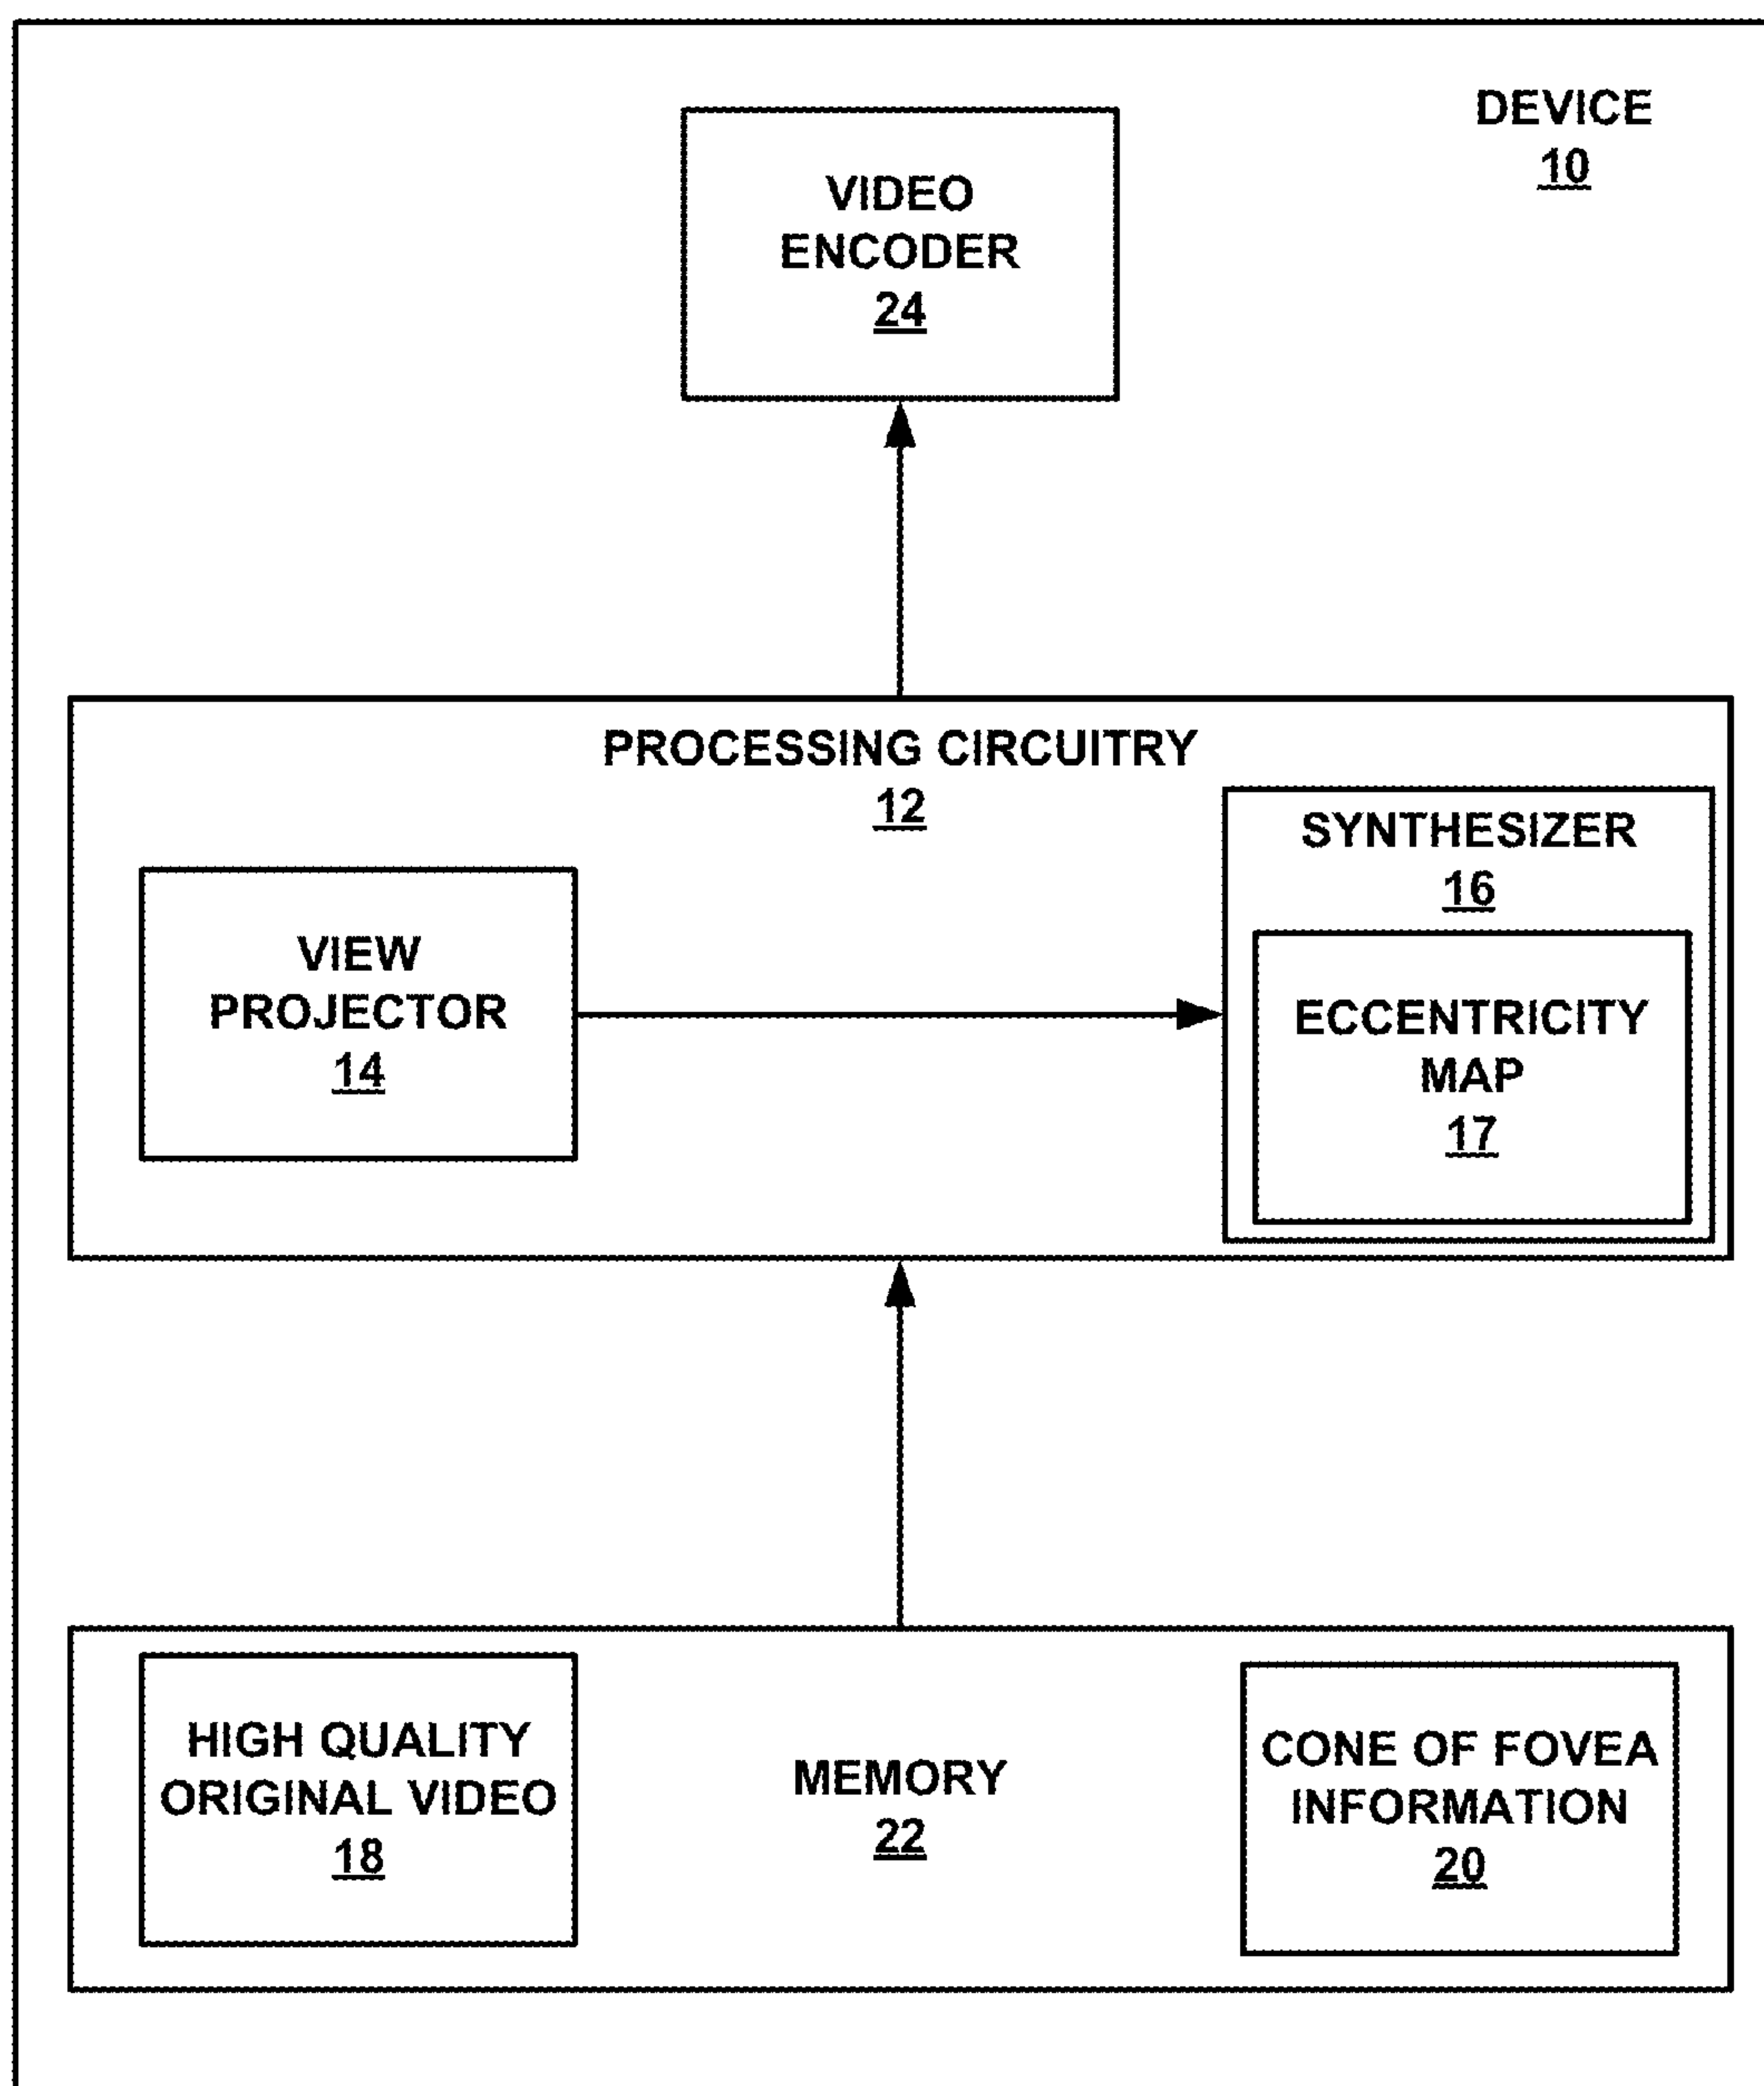 DEVICE
10
VIDEO
ENCODER
24
PROCESSING CIRCUITRY
12
SYNTHESIZER
16
VIEW
PROJECTOR
14
ECCENTRICITY
MAP
17
HIGH QUALITY
ORIGINAL VIDEO
18
MEMORY
22
CONE OF FOVEA
INFORMATION
20